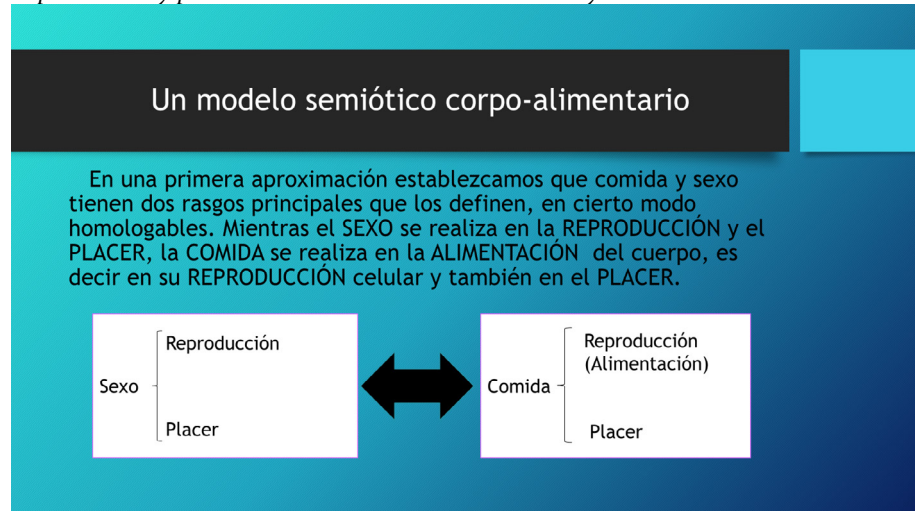 Un modelo semiótico corpo-alimentario
En una primera aproximación establezcamos que comida y sexo
tienen dos rasgos principales que los definen, en cierto modo
homologables. Mientras el SEXO se realiza en la REPRODUCCIÓN y el
PLACER, la COMIDA se realiza en la ALIMENTACIÓN del cuerpo, es
decir en su REPRODUCCIÓN celular y también en el PLACER.
Sexo
Reproducción
Placer
Comida
Reproducción
(Alimentación)
Placer